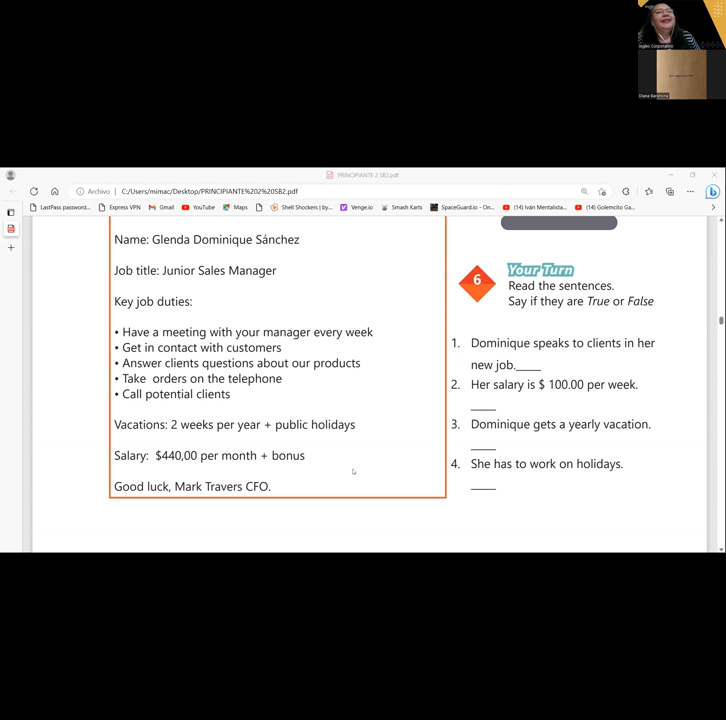 Ingles Corporativo
Diana Barahona
PRINCIPIANTE 2 SB2.pdf
Archivo | C:/Users/mimac/Desktop/PRINCIPIANTE%202%20SB2.pdf
LastPass password... Express VPN Gmail YouTube Maps Shell Shockers | by... Venge.io Smash Karts SpaceGuard.io - On... (14) Iván Mentalista... (14) Golemcito Ga...
Name: Glenda Dominique Sánchez
Job title: Junior Sales Manager
Key job duties:
• Have a meeting with your manager every week
• Get in contact with customers
• Answer clients questions about our products
• Take orders on the telephone
• Call potential clients
Vacations: 2 weeks per year + public holidays
Salary: $440,00 per month + bonus
Good luck, Mark Travers CFO.
6
Your Turn
Read the sentences.
Say if they are True or False
1. Dominique speaks to clients in her
new job.____
2. Her salary is $ 100.00 per week.
____
3. Dominique gets a yearly vacation.
____
4. She has to work on holidays.
____